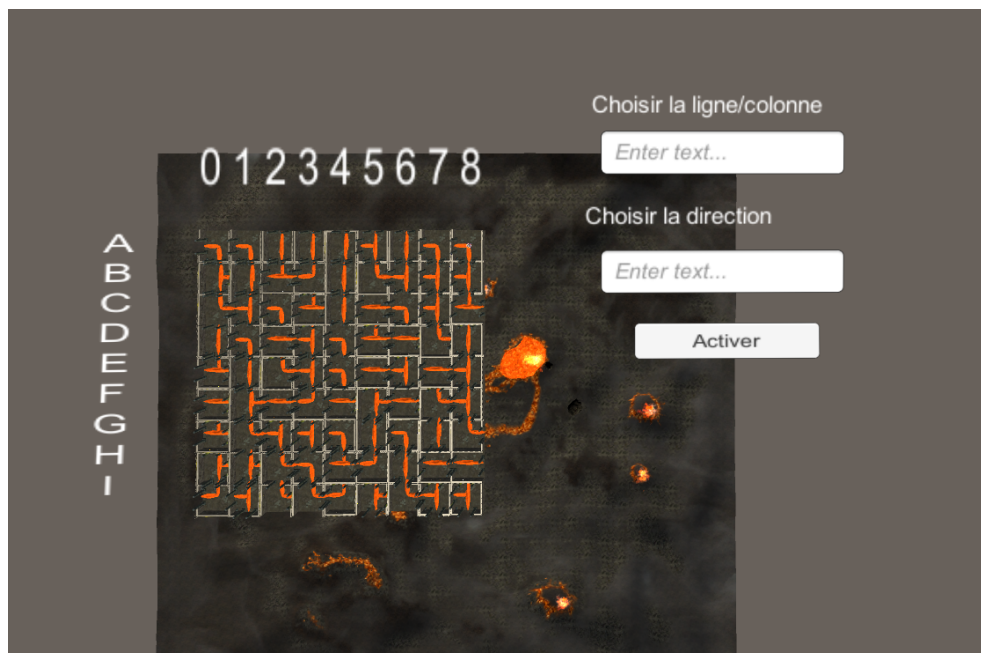 Choisir la ligne/colonne
Enter text...
0 1 2 3 4 5 6 7 8
Choisir la direction
Enter text...
Activer
A
B
C
D
E
F
G
H
I